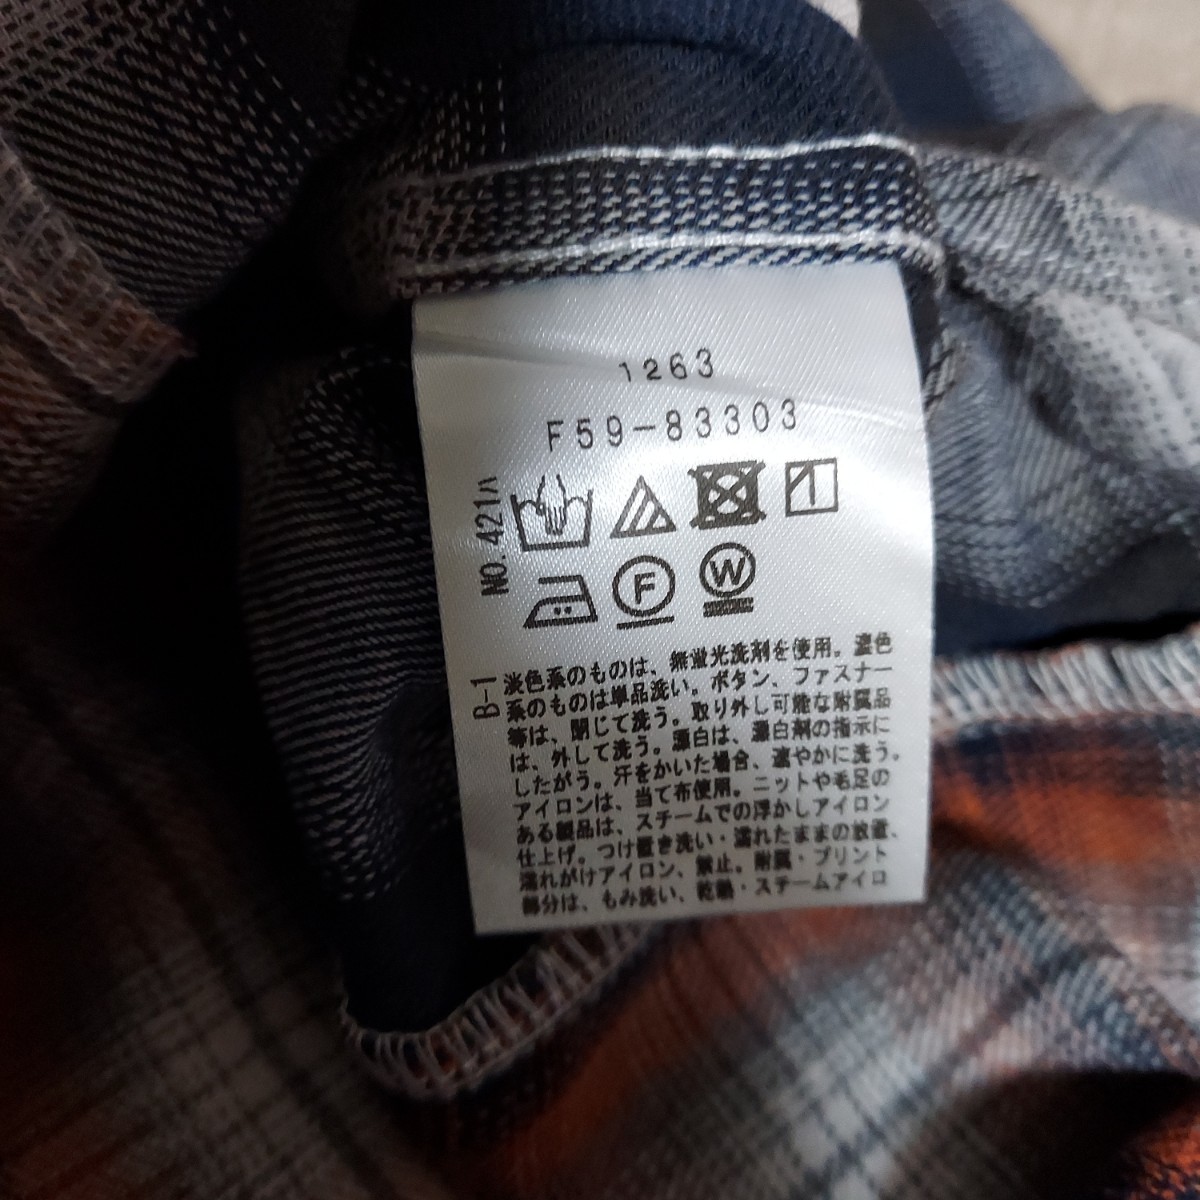 1263
F59-83303
NO.421ﾊ
F
W
B-1
淡色系のものは、無蛍光洗剤を使用。濃色
系のものは単品洗い。ボタン、ファスナー
等は、閉じて洗う。取り外し可能な附属品
は、外して洗う。漂白は、漂白剤の指示に
したがう。汗をかいた場合、速やかに洗う。
アイロンは、当て布使用。ニットや毛足の
ある製品は、スチームでの浮かしアイロン
仕上げ。つけ置き洗い・濡れたままの放置、
濡れがけアイロン、禁止。附属・プリント
部分は、もみ洗い、乾熱・スチームアイロ